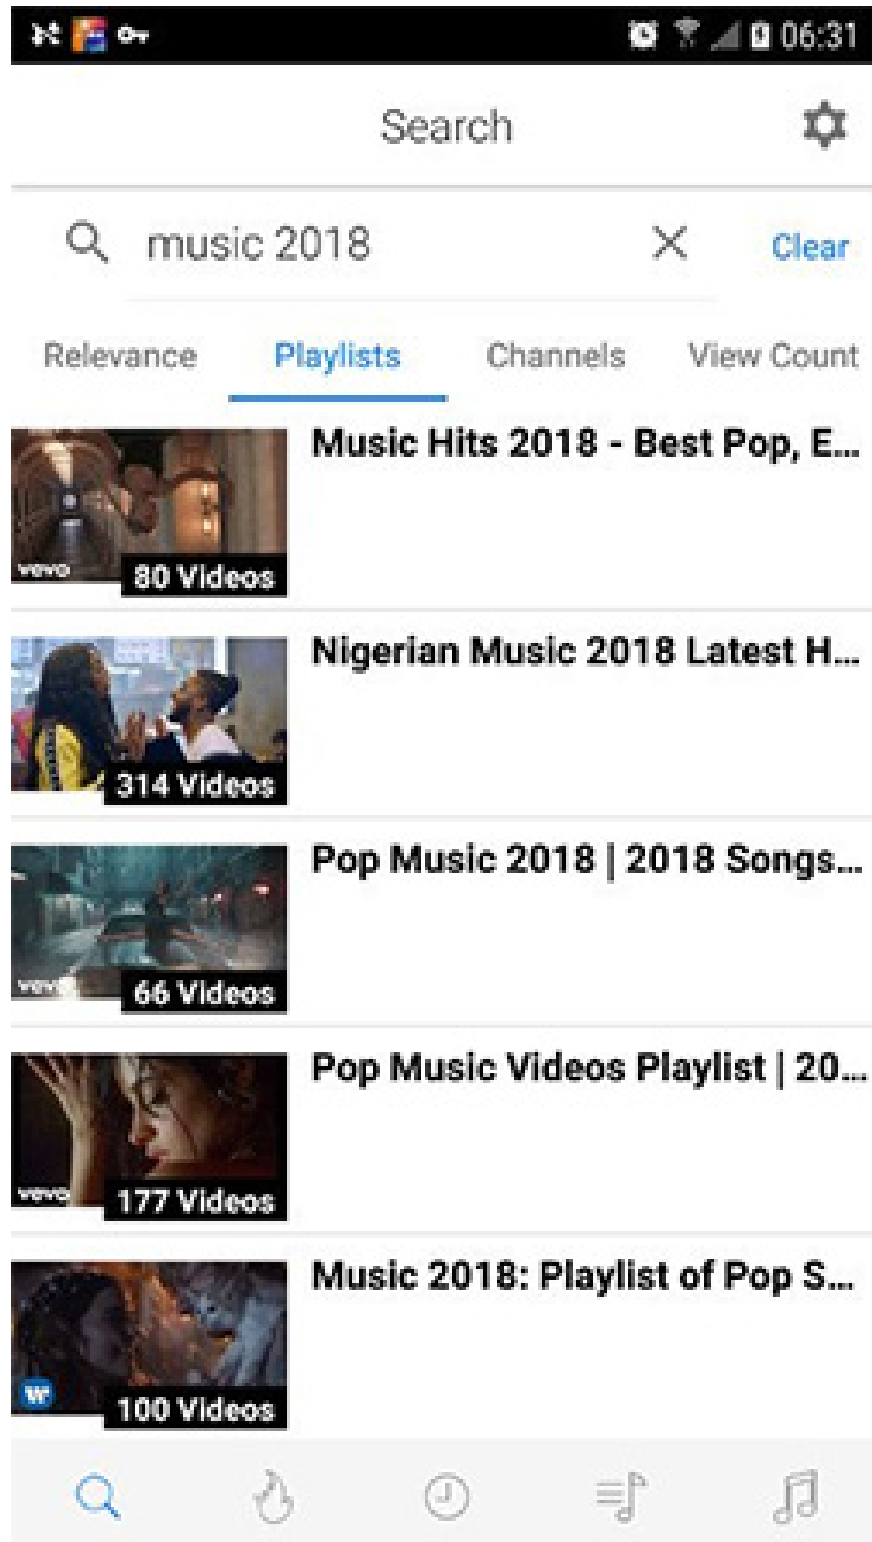 06:31
Search
music 2018
Clear
Relevance Playlists Channels View Count
Music Hits 2018 - Best Pop, E...
vevo
80 Videos
Nigerian Music 2018 Latest H...
314 Videos
Pop Music 2018 | 2018 Songs...
vevo
66 Videos
Pop Music Videos Playlist | 20...
vevo
177 Videos
Music 2018: Playlist of Pop S...
100 Videos